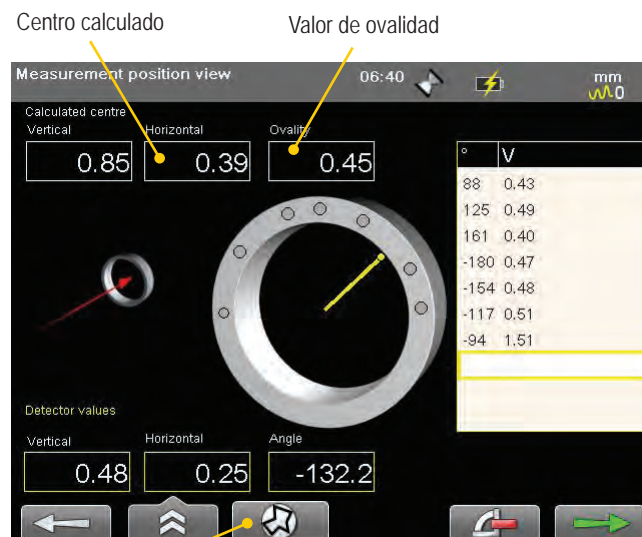 Centro calculado Valor de ovalidad
Measurement position view 06:40 mm
0
Calculated centre
Vertical Horizontal Ovality
0.85 0.39 0.45
° V
88 0.43
125 0.49
161 0.40
-180 0.47
-154 0.48
-117 0.51
-94 1.51
Detector values
Vertical Horizontal Angle
0.48 0.25 -132.2